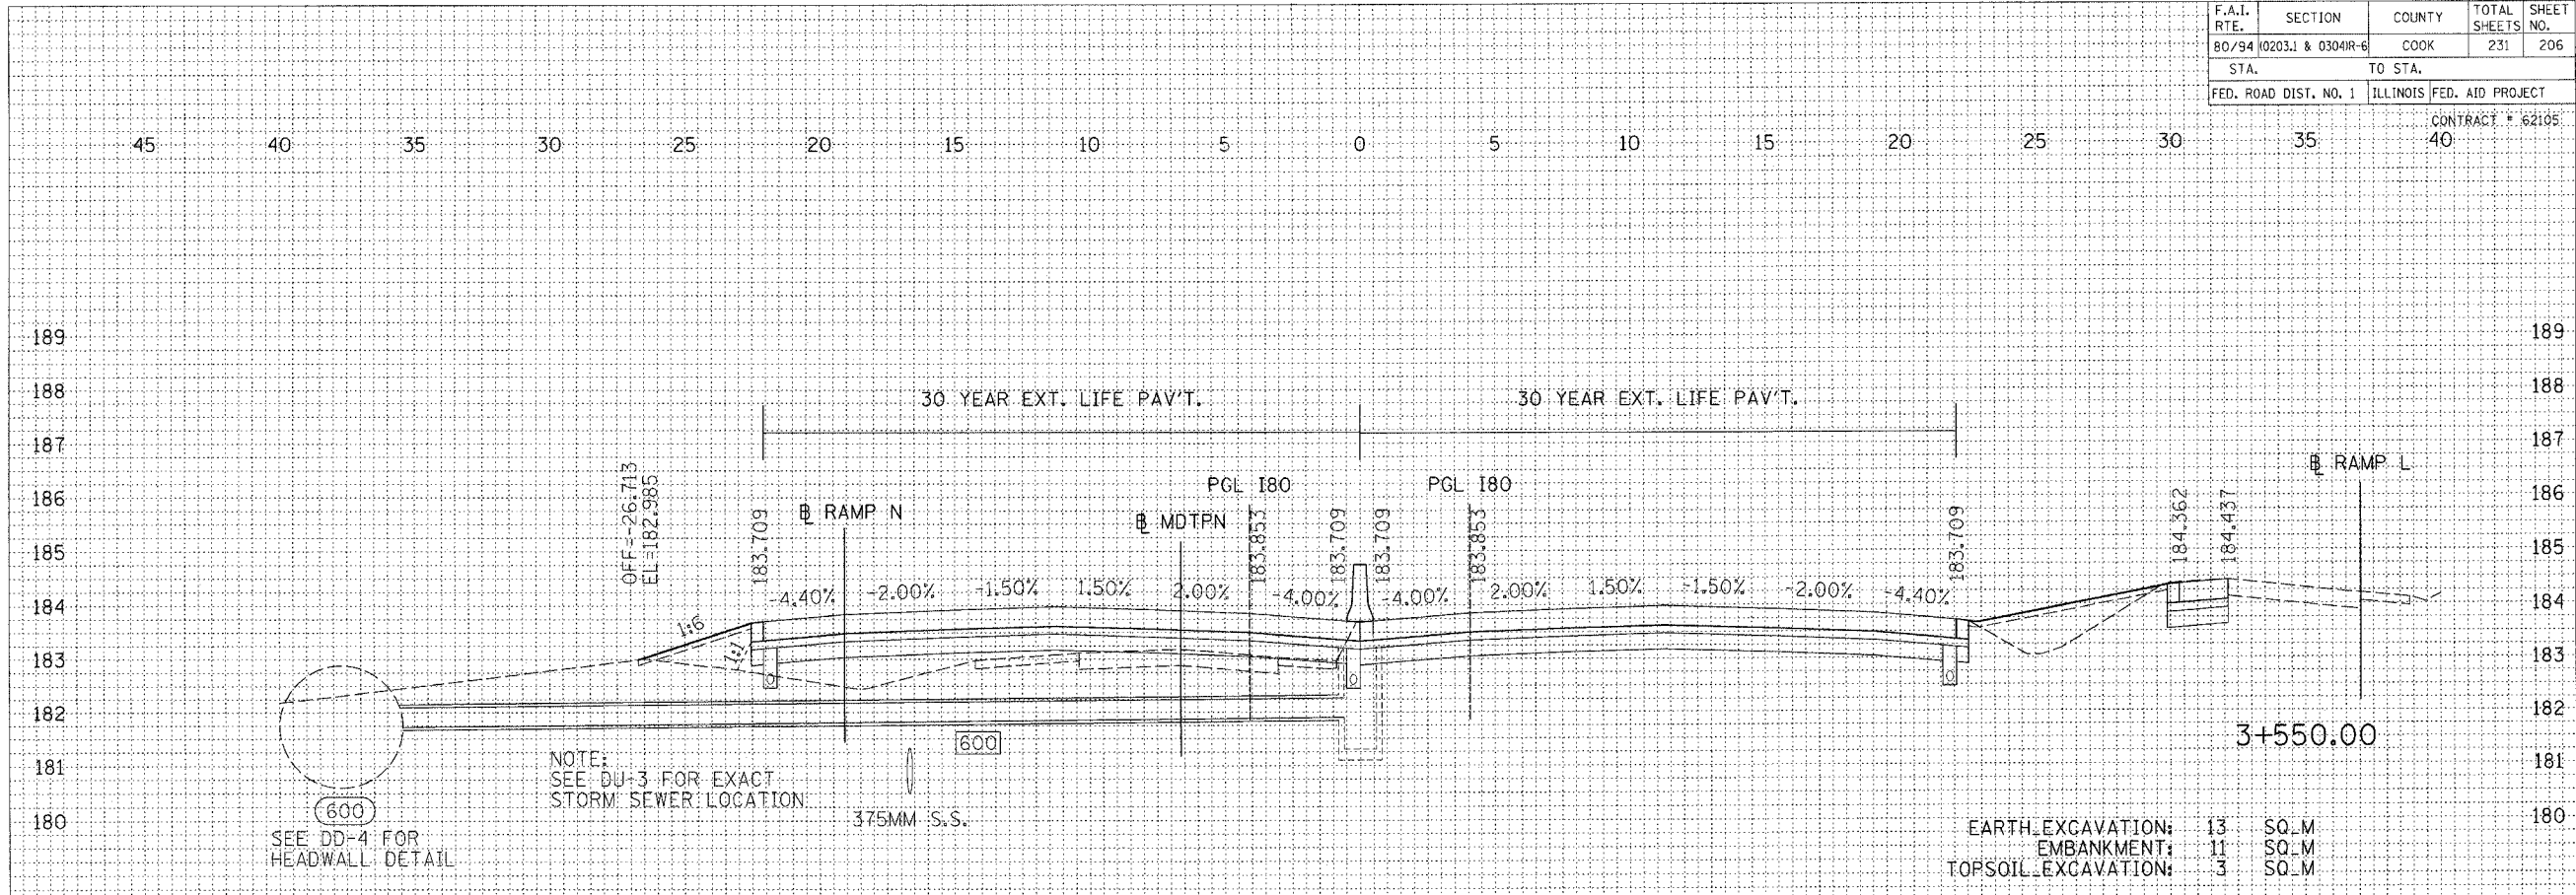 F.A.I. RTE. SECTION COUNTY TOTAL SHEETS SHEET NO.
80/94 (0203.1 & 0304)R-6 COOK 231 206
STA. TO STA.
FED. ROAD DIST. NO. 1 ILLINOIS FED. AID PROJECT
CONTRACT # 62105
45 40 35 30 25 20 15 10 5 0 5 10 15 20 25 30 35 40
189 189
188 188
30 YEAR EXT. LIFE PAV'T. 30 YEAR EXT. LIFE PAV'T.
187 187
℄ RAMP L
PGL I80 PGL I80
186 186
OFF=-26.713
EL=182.985
183.709
℄ RAMP N
℄ MDTPN
183.853
183.709
183.709
183.853
183.709
184.362
184.437
185 185
-4.40% -2.00% -1.50% 1.50% 2.00% -4.00% -4.00% 2.00% 1.50% -1.50% -2.00% -4.40%
184 184
1:6
1:1
183 183
182 182
3+550.00
600
NOTE:
SEE DU-3 FOR EXACT
STORM SEWER LOCATION
181 181
600
375MM S.S.
180 180
SEE DD-4 FOR
HEADWALL DETAIL
EARTH_EXCAVATION: 13 SQ_M
EMBANKMENT: 11 SQ_M
TOPSOIL_EXCAVATION: 3 SQ_M